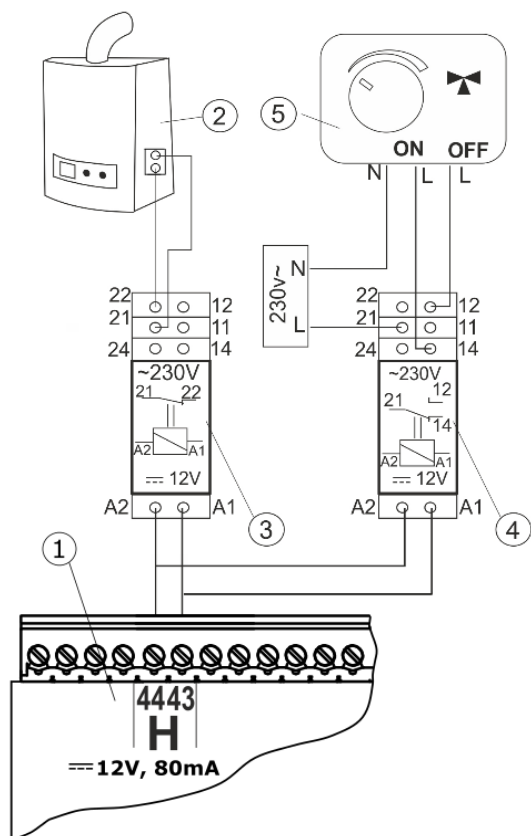 2
5
ON OFF
N L L
230v~ N L
22 12
21 11
24 14
~230V
21 22
A2 A1
⎓ 12V
A2 A1
3
22 12
21 11
24 14
~230V
12
21
14
A2 A1
⎓ 12V
A2 A1
4
1
44 43
H
⎓ 12V, 80mA